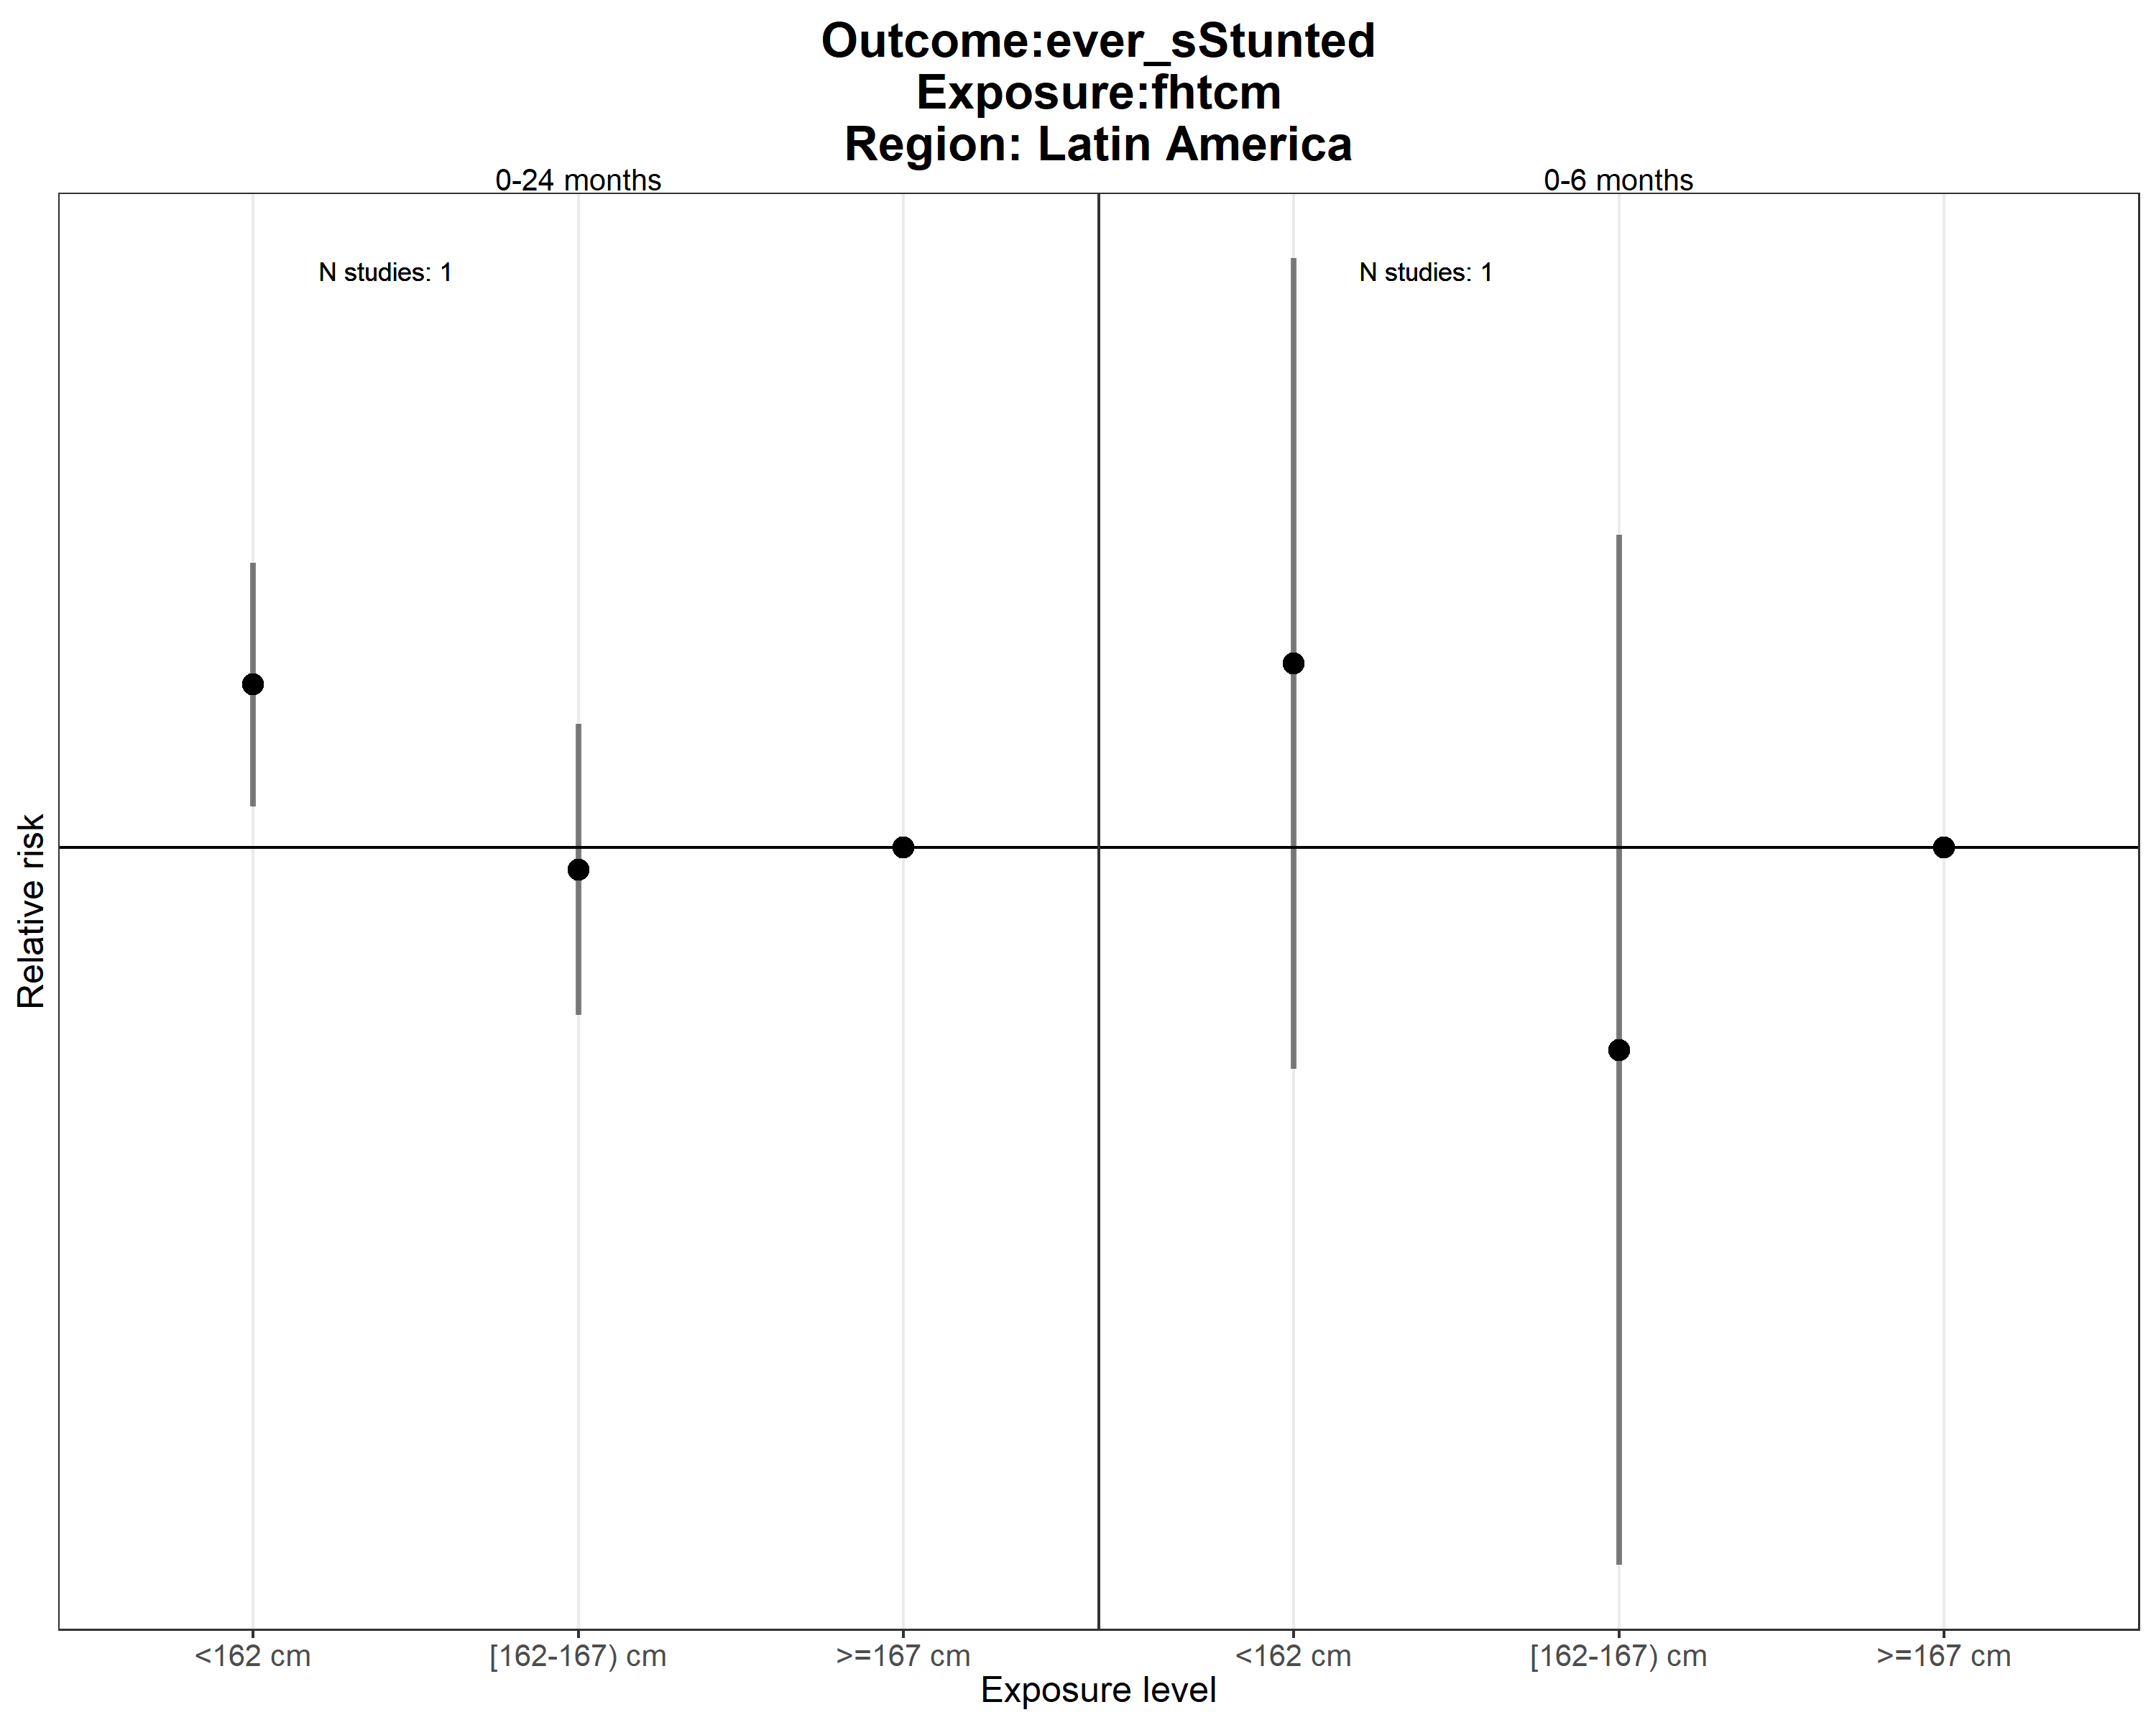 Outcome:ever_sStunted
Exposure:fhtcm
Region: Latin America
0-24 months
0-6 months
N studies: 1
N studies: 1
Relative risk
<162 cm
[162-167) cm
>=167 cm
<162 cm
[162-167) cm
>=167 cm
Exposure level